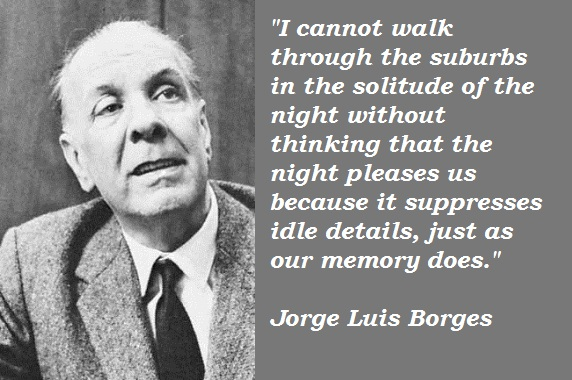 "I cannot walk
through the suburbs
in the solitude of the
night without
thinking that the
night pleases us
because it suppresses
idle details, just as
our memory does."
Jorge Luis Borges